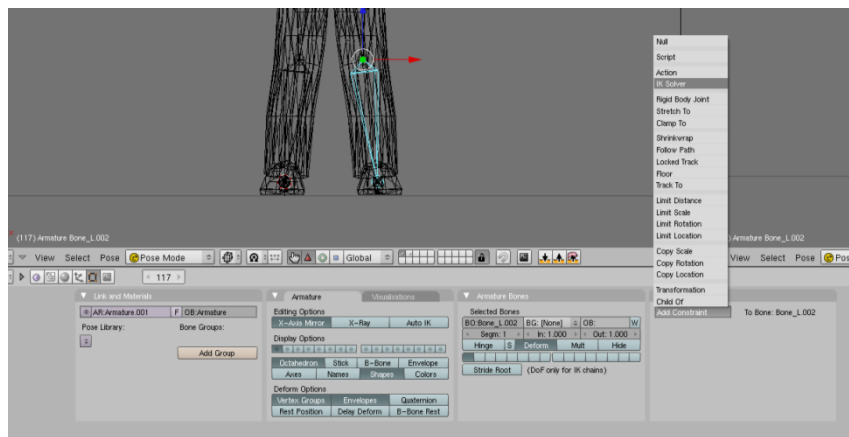 Null
Script
Action
IK Solver
Rigid Body Joint
Stretch To
Clamp To
Shrinkwrap
Follow Path
Locked Track
Floor
Track To
Limit Distance
Limit Scale
Limit Rotation
Limit Location
Copy Scale
Copy Rotation
Copy Location
Transformation
Child Of
Add Constraint To Bone: Bone_L.002
(117) Armature Bone_L.002
) Armature Bone_L.002
View Select Pose Pose Mode Global
View Select Pose Pos
117
Link and Materials
AR:Armature.001 F OB:Armature
Pose Library: Bone Groups:
Add Group
Armature Visualisations
Editing Options
X-Axis Mirror X-Ray Auto IK
Display Options
Octahedron Stick B-Bone Envelope
Axes Names Shapes Colors
Deform Options
Vertex Groups Envelopes Quaternion
Rest Position Delay Deform B-Bone Rest
Armature Bones
Selected Bones
BO:Bone_L.002 BG: [None] OB: W
Segm: 1 In: 1.000 Out: 1.000
Hinge S Deform Mult Hide
Stride Root (DoF only for IK chains)